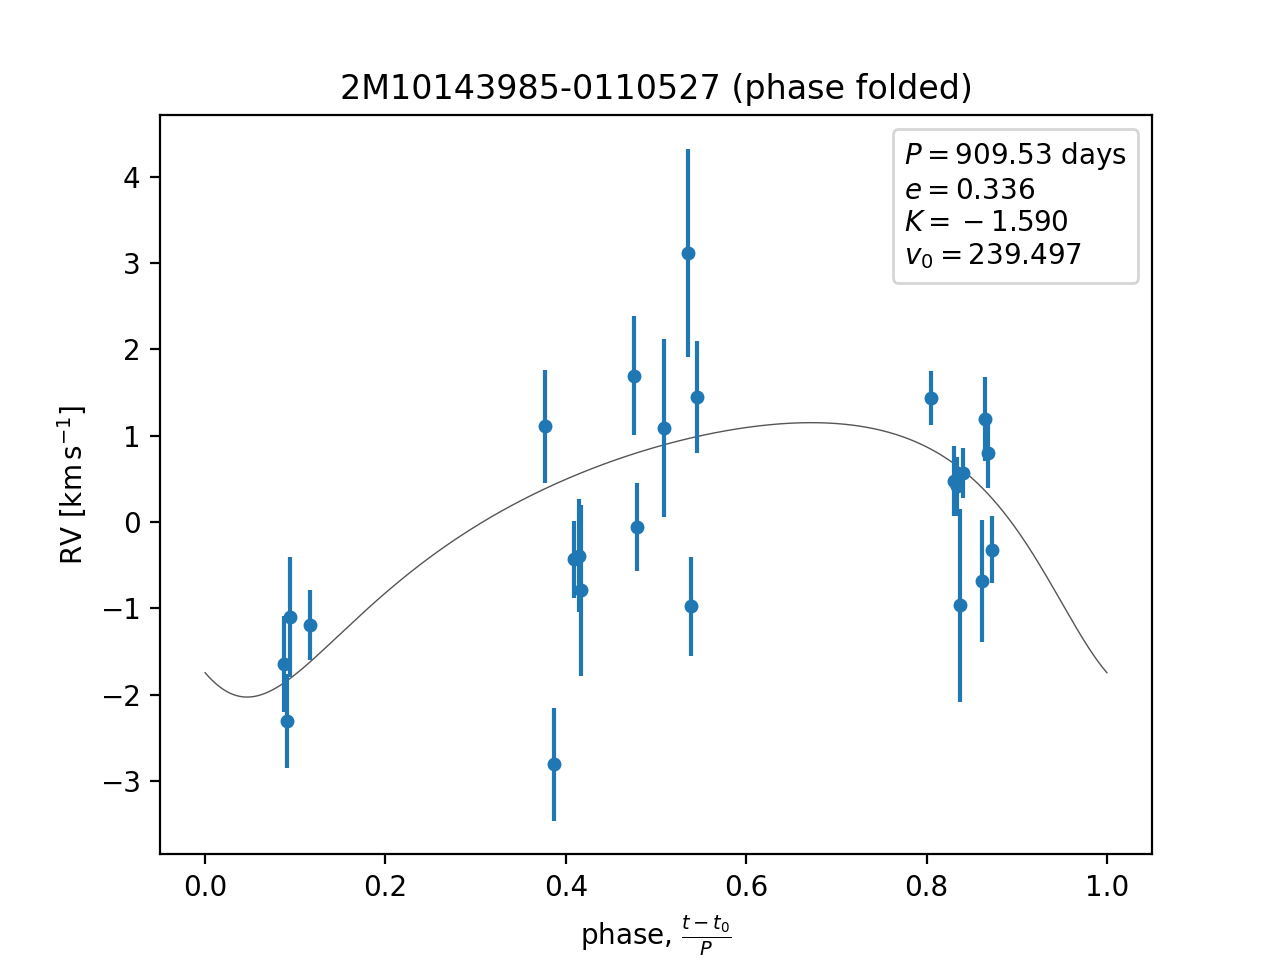 2M10143985-0110527 (phase folded)
P = 909.53 days
e = 0.336
K = −1.590
v₀ = 239.497
4
3
2
1
0
−1
−2
−3
RV [km s⁻¹]
0.0 0.2 0.4 0.6 0.8 1.0
phase, (t − t₀)/P